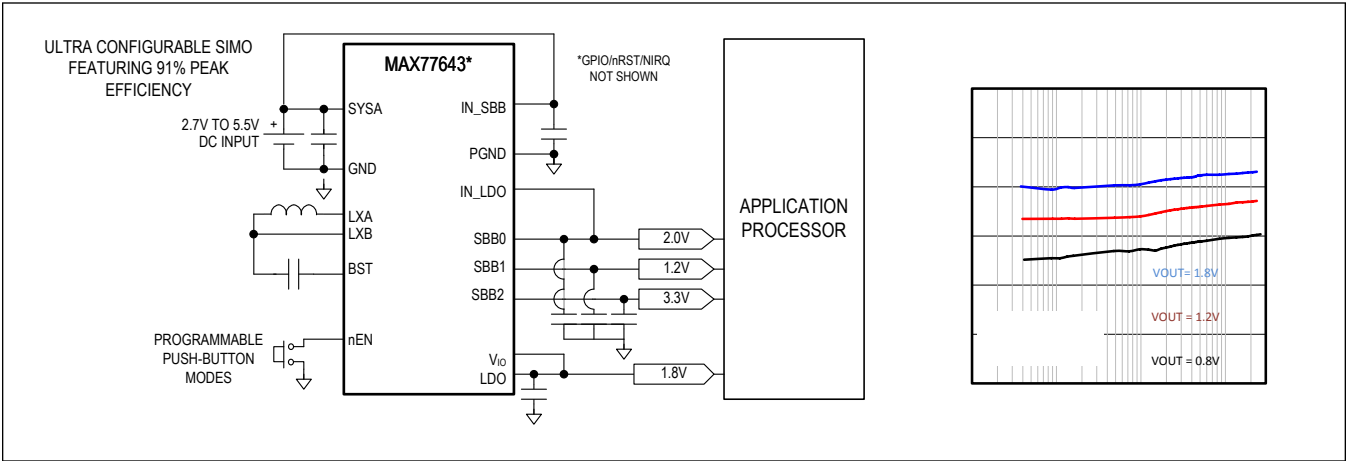 ULTRA CONFIGURABLE SIMO
FEATURING 91% PEAK
EFFICIENCY
2.7V TO 5.5V
DC INPUT
+
MAX77643*
*GPIO/nRST/NIRQ
NOT SHOWN
SYSA
GND
LXA
LXB
BST
nEN
PROGRAMMABLE
PUSH-BUTTON
MODES
IN_SBB
PGND
IN_LDO
SBB0
SBB1
SBB2
VIO
LDO
2.0V
1.2V
3.3V
1.8V
APPLICATION
PROCESSOR
VOUT= 1.8V
VOUT = 1.2V
VOUT = 0.8V